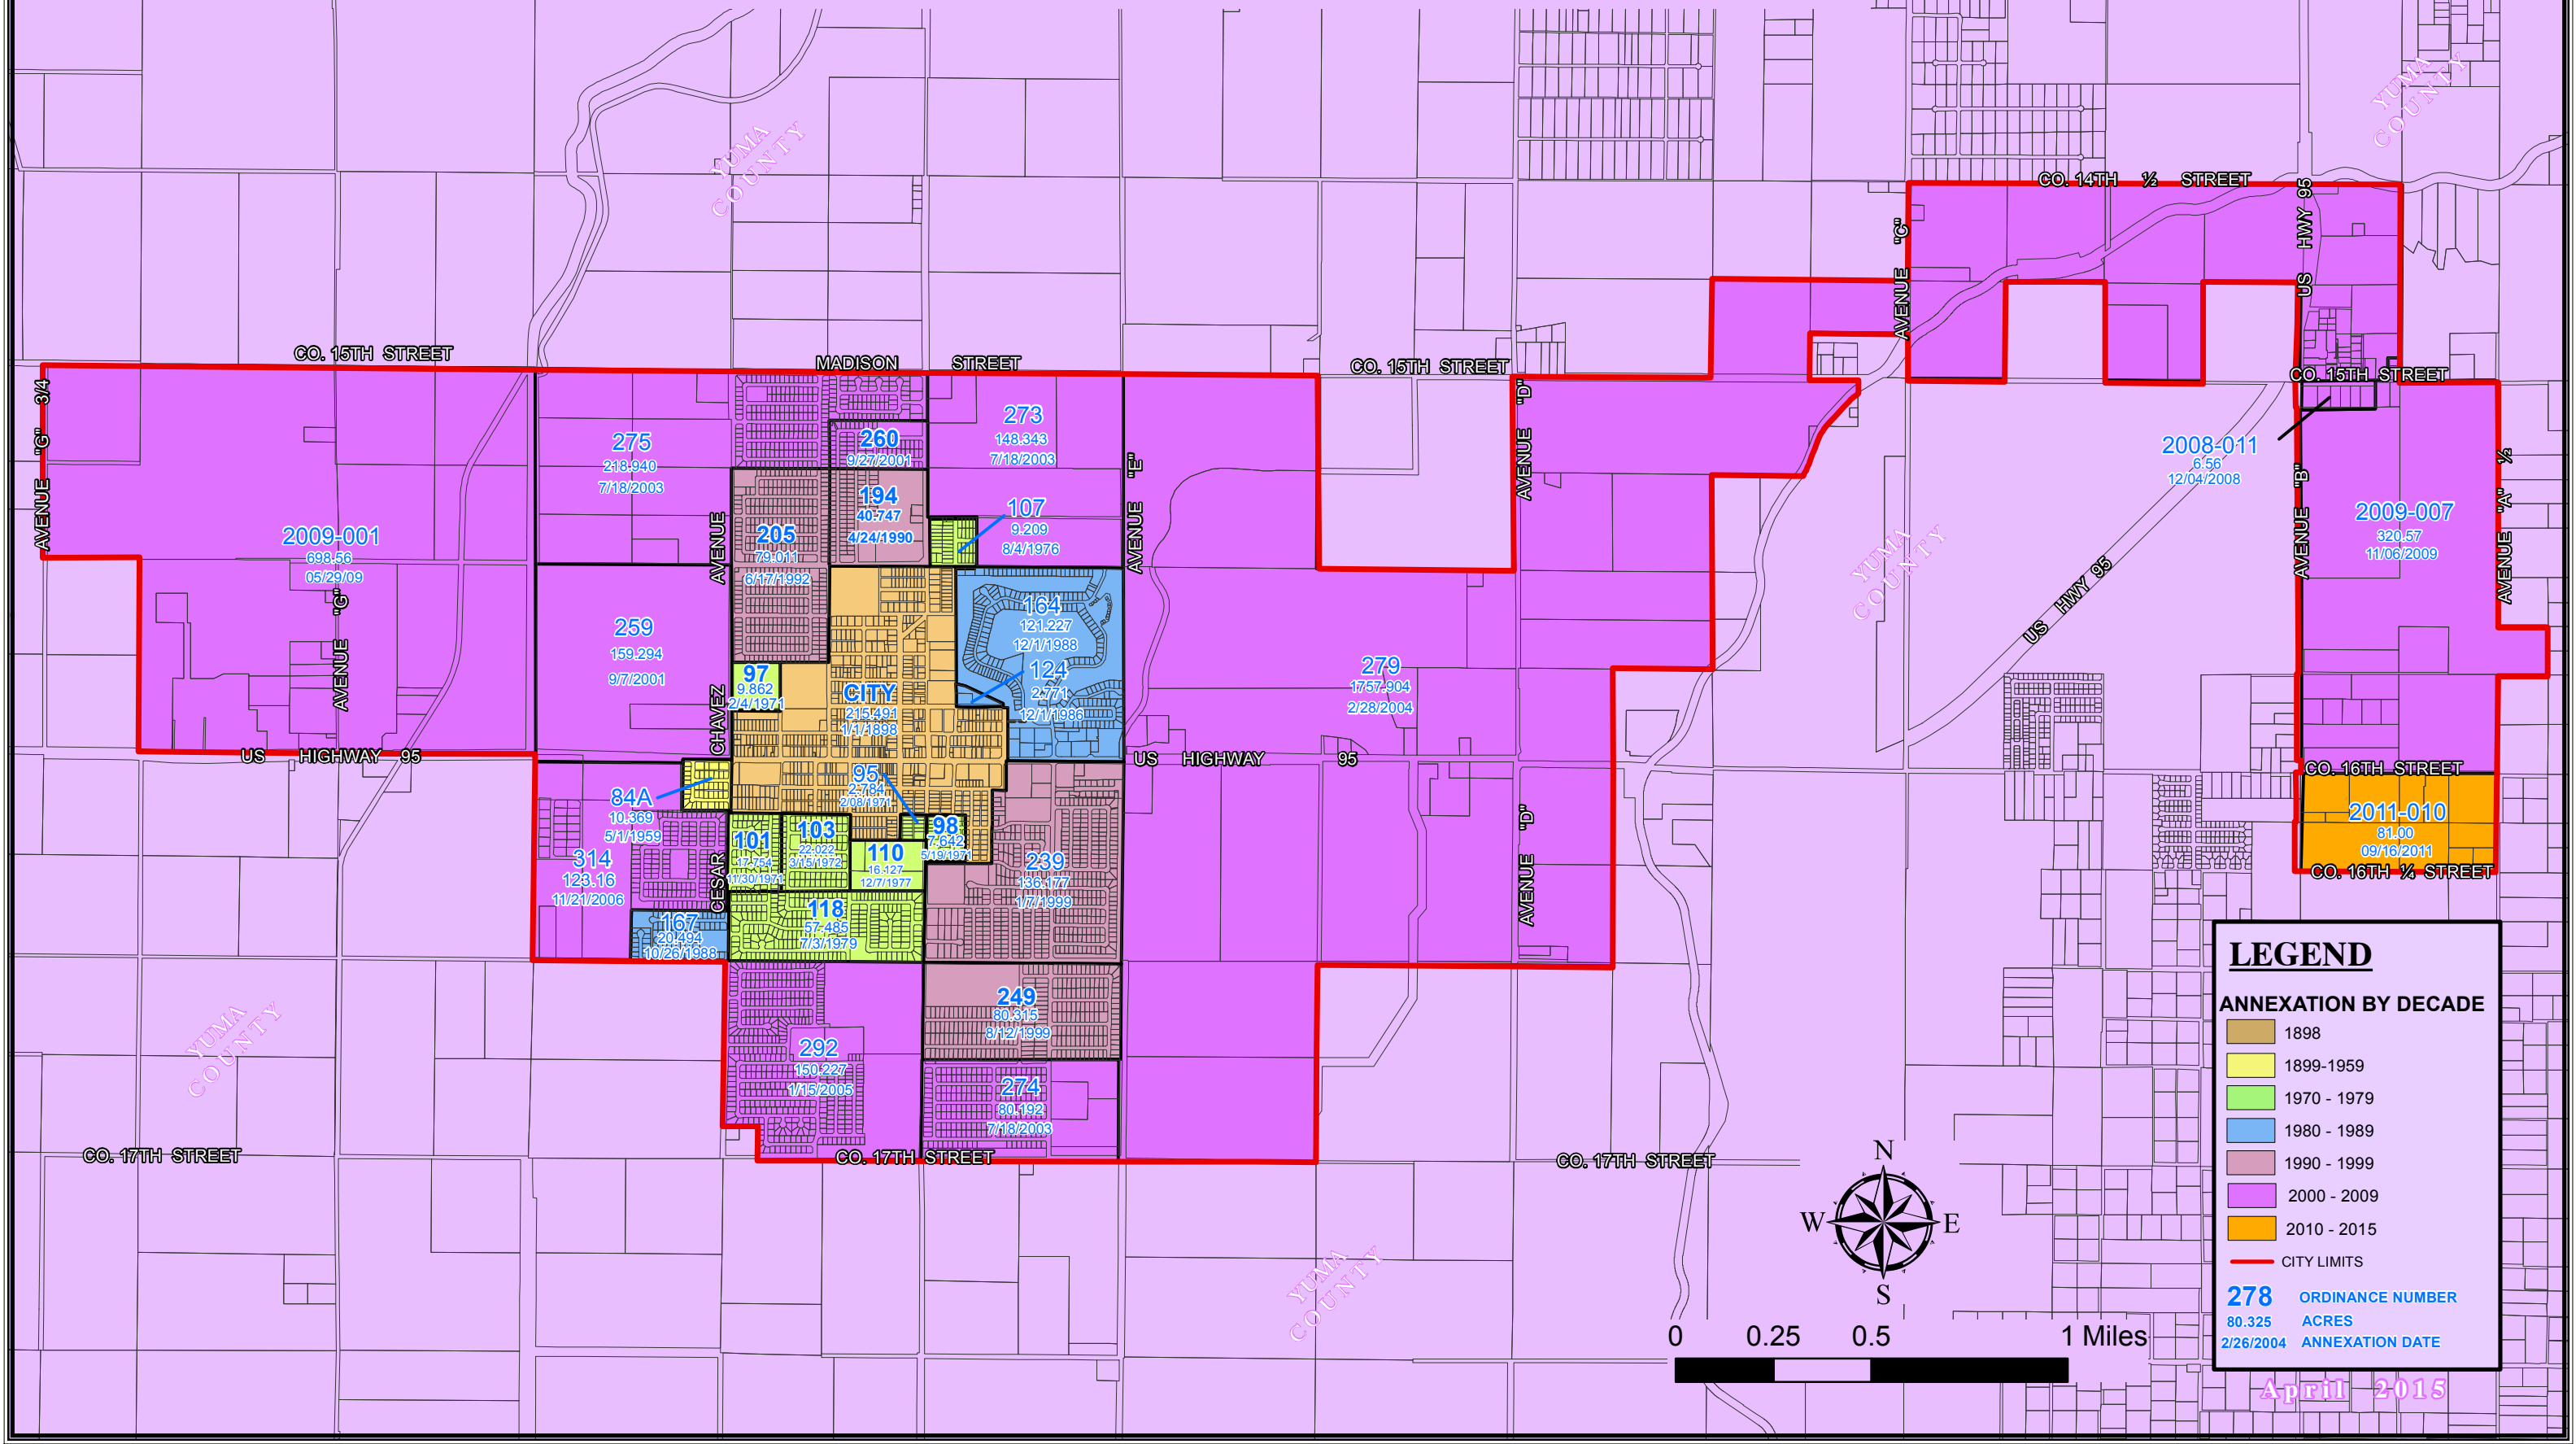 YUMA
COUNTY
YUMA
COUNTY
CO. 14TH ½ STREET
US HWY 95
AVENUE "C"
CO. 15TH STREET
MADISON STREET
CO. 15TH STREET
CO. 15TH STREET
AVENUE "G" 3/4
AVENUE "D"
AVENUE "E"
275
218.940
7/18/2003
260
9/27/2001
273
148.343
7/18/2003
2008-011
6.56
12/04/2008
194
40.747
4/24/1990
107
9.209
8/4/1976
2009-001
698.56
05/29/09
205
79.011
6/17/1992
2009-007
320.57
11/06/2009
AVENUE "B"
AVENUE "A" ½
AVENUE "G"
CESAR CHAVEZ AVENUE
YUMA
COUNTY
US HWY 95
259
159.294
9/7/2001
164
121.227
12/1/1988
124
2.771
12/1/1986
97
9.862
2/4/1971
CITY
215.491
1/1/1898
279
1757.904
2/28/2004
US HIGHWAY 95
US HIGHWAY 95
CO. 16TH STREET
95
2.784
2/08/1971
84A
10.369
5/1/1959
101
17.754
11/30/1971
103
22.022
3/15/1972
98
7.642
5/19/1971
110
16.127
12/7/1977
2011-010
81.00
09/16/2011
CO. 16TH ¼ STREET
314
123.16
11/21/2006
239
136.177
1/7/1999
AVENUE "D"
167
20.494
10/26/1988
118
57.485
7/3/1979
249
80.315
8/12/1999
292
150.227
1/15/2005
274
80.192
7/18/2003
YUMA
COUNTY
CO. 17TH STREET
CO. 17TH STREET
CO. 17TH STREET
YUMA
COUNTY
N
W
E
S
0 0.25 0.5 1 Miles
LEGEND
ANNEXATION BY DECADE
1898
1899-1959
1970 - 1979
1980 - 1989
1990 - 1999
2000 - 2009
2010 - 2015
CITY LIMITS
278 ORDINANCE NUMBER
80.325 ACRES
2/26/2004 ANNEXATION DATE
April 2015